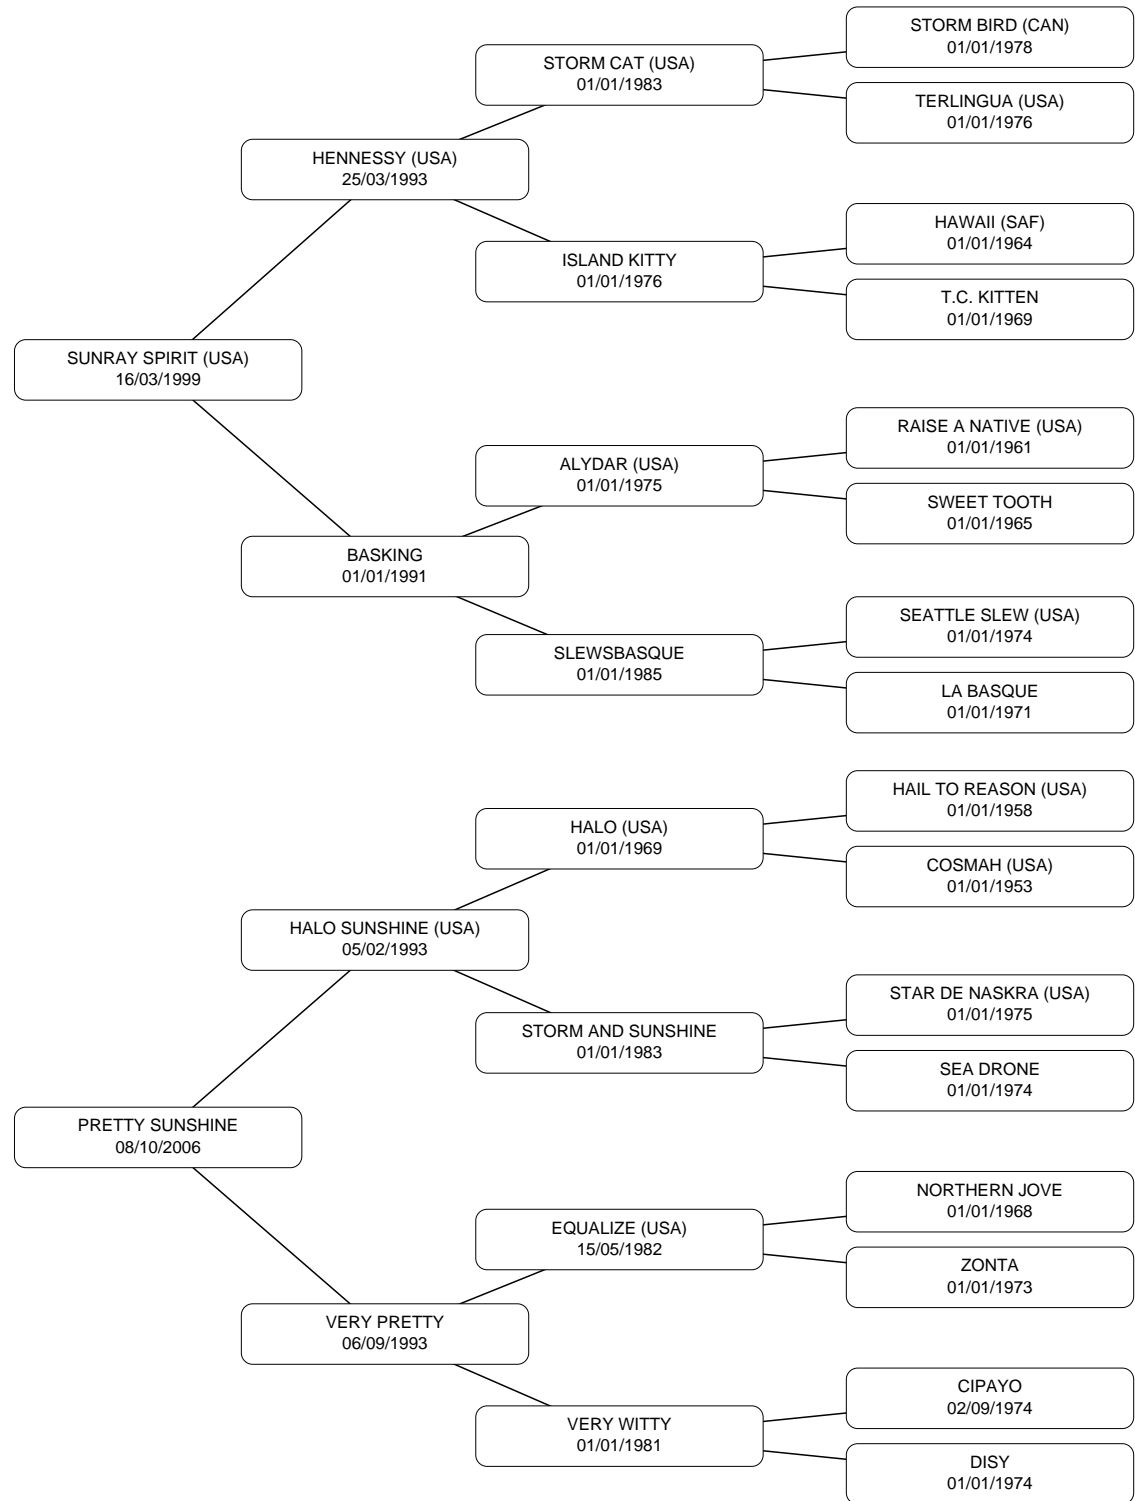 STORM BIRD (CAN)
01/01/1978
STORM CAT (USA)
01/01/1983
TERLINGUA (USA)
01/01/1976
HENNESSY (USA)
25/03/1993
HAWAII (SAF)
01/01/1964
ISLAND KITTY
01/01/1976
T.C. KITTEN
01/01/1969
SUNRAY SPIRIT (USA)
16/03/1999
RAISE A NATIVE (USA)
01/01/1961
ALYDAR (USA)
01/01/1975
SWEET TOOTH
01/01/1965
BASKING
01/01/1991
SEATTLE SLEW (USA)
01/01/1974
SLEWSBASQUE
01/01/1985
LA BASQUE
01/01/1971
HAIL TO REASON (USA)
01/01/1958
HALO (USA)
01/01/1969
COSMAH (USA)
01/01/1953
HALO SUNSHINE (USA)
05/02/1993
STAR DE NASKRA (USA)
01/01/1975
STORM AND SUNSHINE
01/01/1983
SEA DRONE
01/01/1974
PRETTY SUNSHINE
08/10/2006
NORTHERN JOVE
01/01/1968
EQUALIZE (USA)
15/05/1982
ZONTA
01/01/1973
VERY PRETTY
06/09/1993
CIPAYO
02/09/1974
VERY WITTY
01/01/1981
DISY
01/01/1974